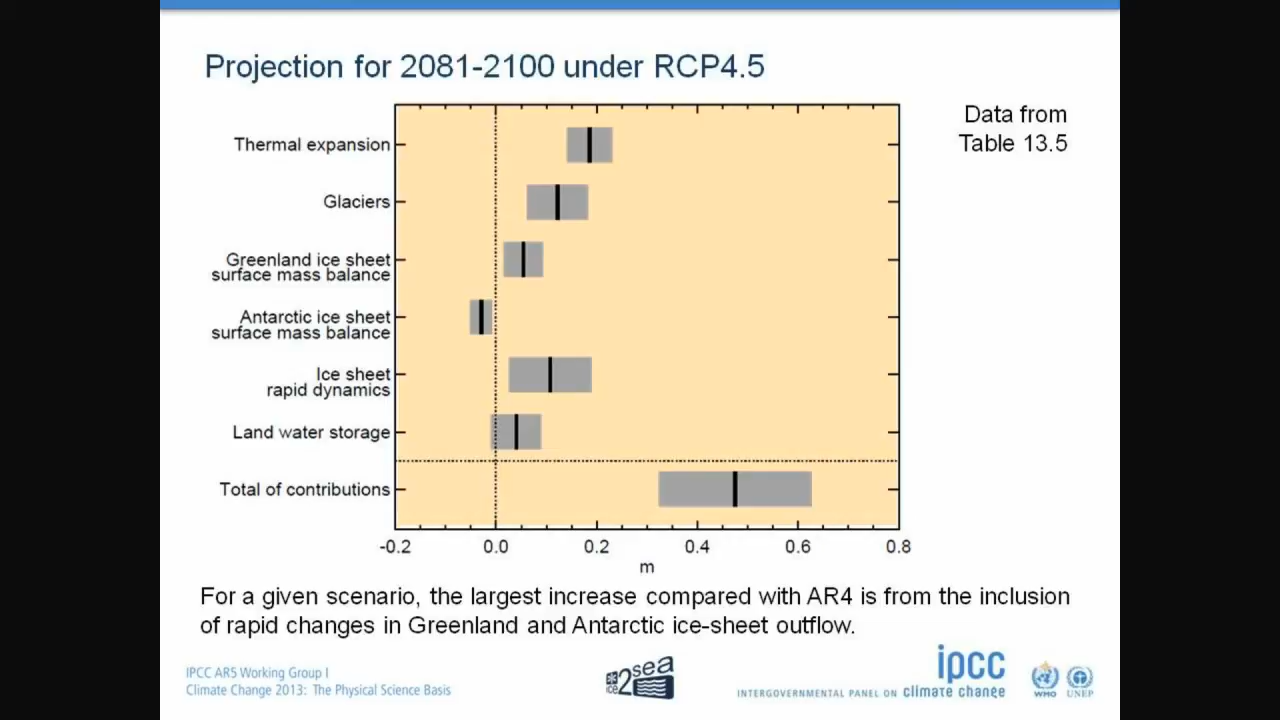 Projection for 2081-2100 under RCP4.5
Data from
Table 13.5
Thermal expansion
Glaciers
Greenland ice sheet
surface mass balance
Antarctic ice sheet
surface mass balance
Ice sheet
rapid dynamics
Land water storage
Total of contributions
-0.2 0.0 0.2 0.4 0.6 0.8
m
For a given scenario, the largest increase compared with AR4 is from the inclusion
of rapid changes in Greenland and Antarctic ice-sheet outflow.
IPCC AR5 Working Group I
Climate Change 2013: The Physical Science Basis
ice2sea
ipcc
INTERGOVERNMENTAL PANEL ON climate change
WMO UNEP